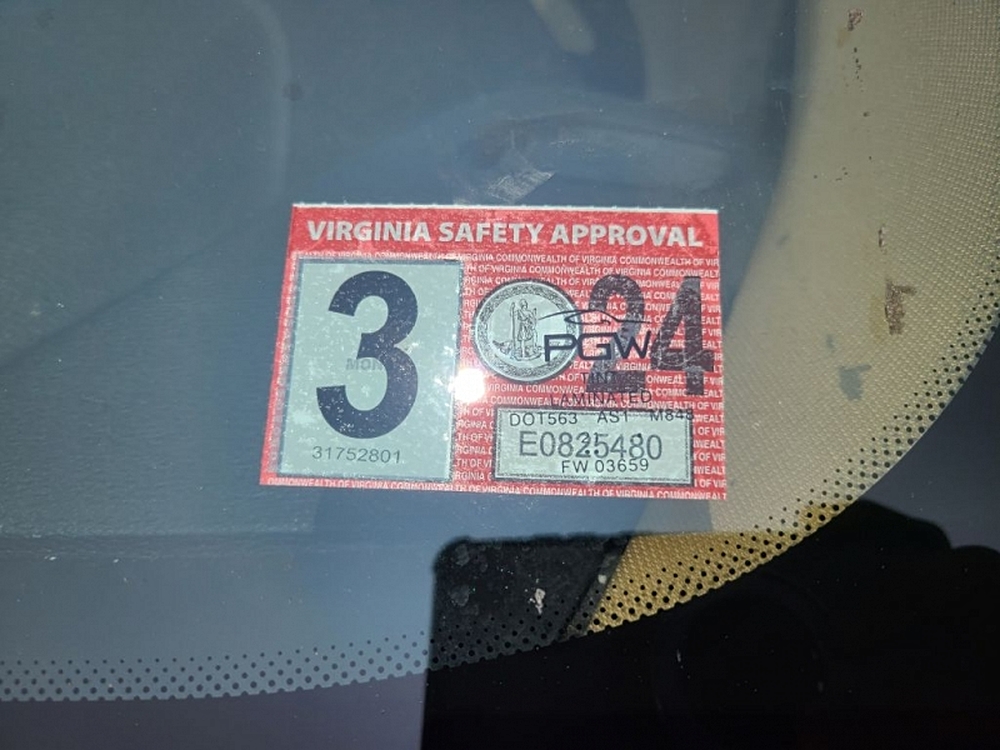 VIRGINIA SAFETY APPROVAL
3
24
31752801
PGW
LAMINATED
DOT563 AS1
E0825480
FW 03659